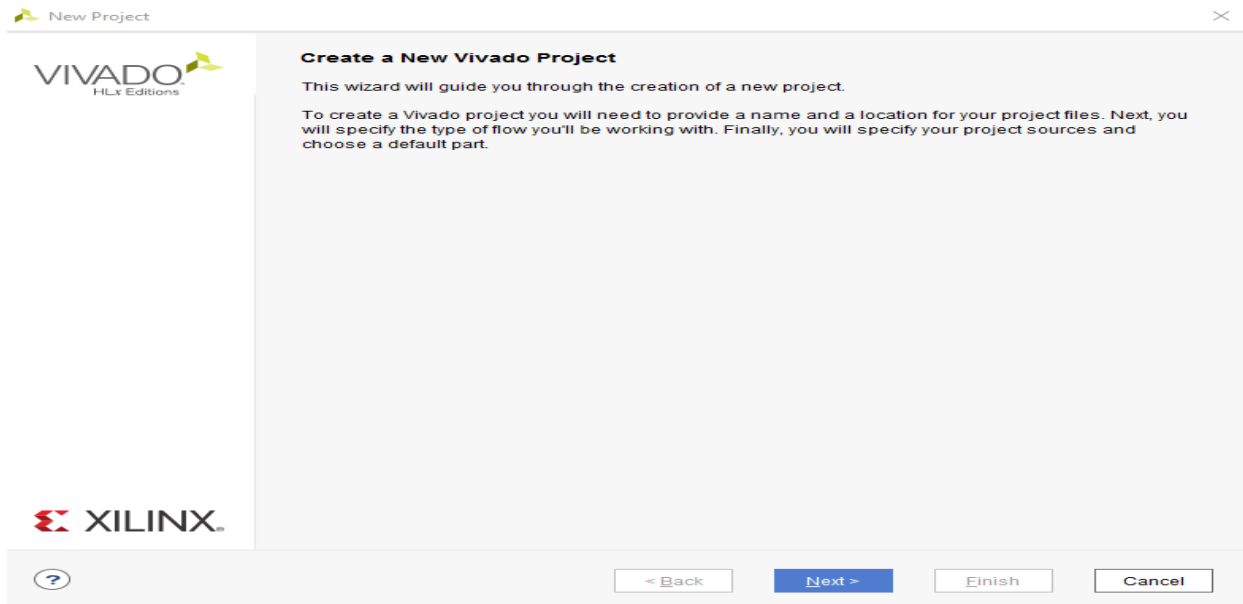 New Project
VIVADO
HLx Editions
Create a New Vivado Project
This wizard will guide you through the creation of a new project.
To create a Vivado project you will need to provide a name and a location for your project files. Next, you
will specify the type of flow you'll be working with. Finally, you will specify your project sources and
choose a default part.
XILINX
?
< Back
Next >
Finish
Cancel